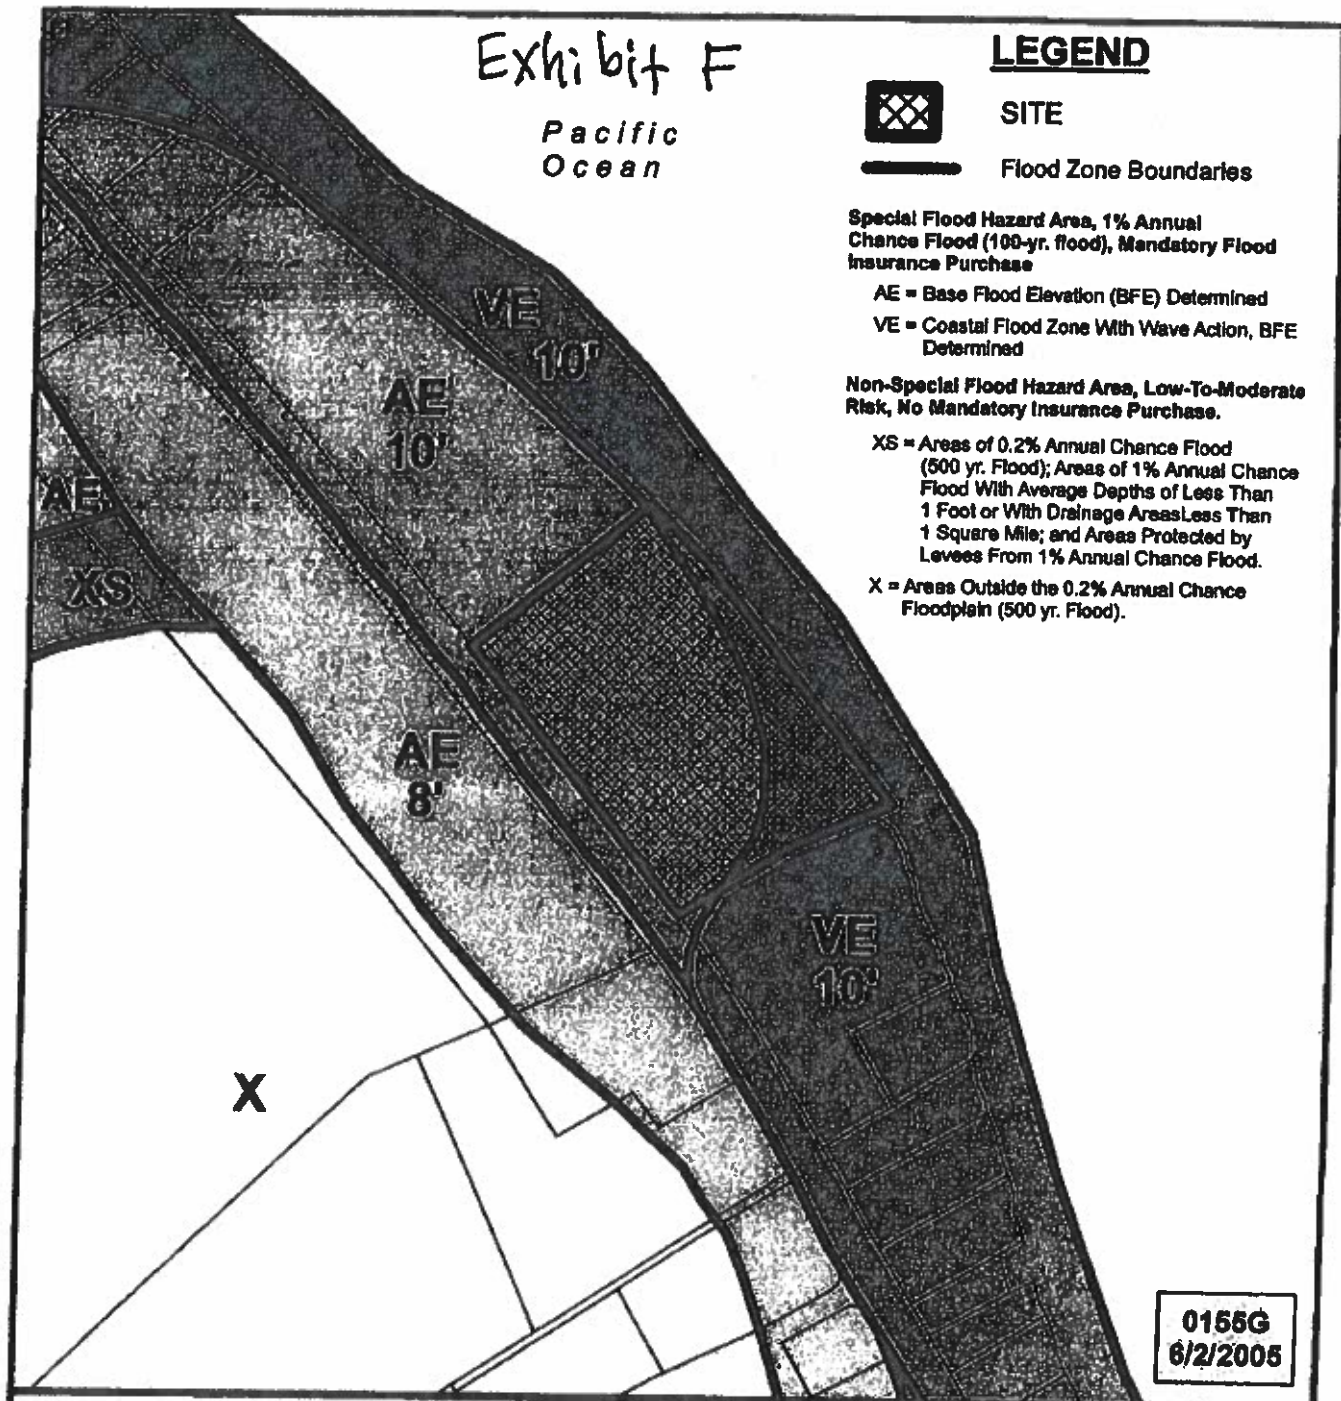 Exhibit F
Pacific
Ocean
LEGEND
SITE
Flood Zone Boundaries
Special Flood Hazard Area, 1% Annual
Chance Flood (100-yr. flood), Mandatory Flood
Insurance Purchase
AE = Base Flood Elevation (BFE) Determined
VE = Coastal Flood Zone With Wave Action, BFE
Determined
Non-Special Flood Hazard Area, Low-To-Moderate
Risk, No Mandatory Insurance Purchase.
XS = Areas of 0.2% Annual Chance Flood
(500 yr. Flood); Areas of 1% Annual Chance
Flood With Average Depths of Less Than
1 Foot or With Drainage AreasLess Than
1 Square Mile; and Areas Protected by
Levees From 1% Annual Chance Flood.
X = Areas Outside the 0.2% Annual Chance
Floodplain (500 yr. Flood).
VE
10'
AE
10'
AE
XS
AE
8'
VE
10'
X
0155G
6/2/2005